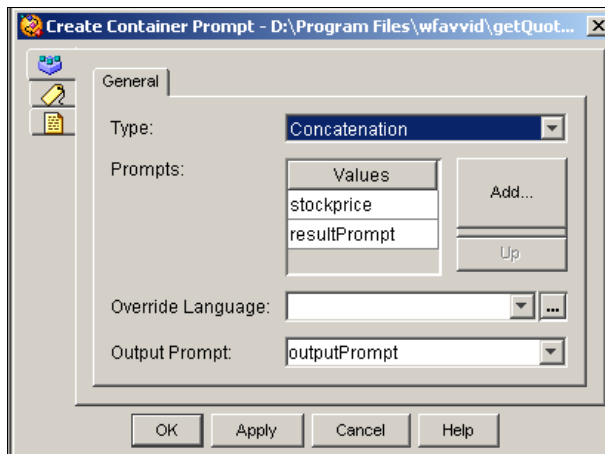 Create Container Prompt - D:\Program Files\wfavvid\getQuot...
General
Type: Concatenation
Prompts: Values
stockprice
resultPrompt
Add...
Up
Override Language: ...
Output Prompt: outputPrompt
OK Apply Cancel Help